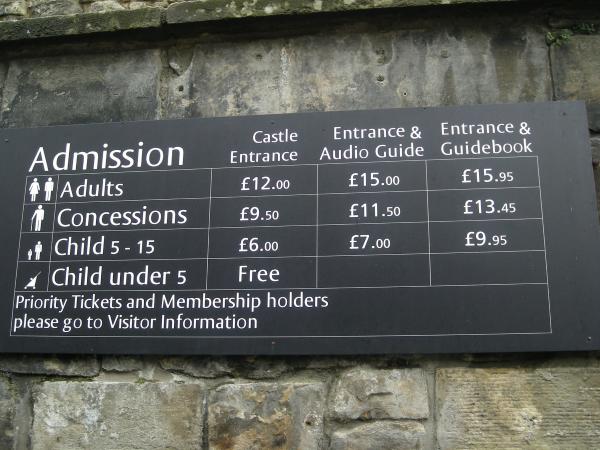 Admission Castle Entrance Entrance & Audio Guide Entrance & Guidebook
Adults £12.00 £15.00 £15.95
Concessions £9.50 £11.50 £13.45
Child 5 - 15 £6.00 £7.00 £9.95
Child under 5 Free
Priority Tickets and Membership holders
please go to Visitor Information